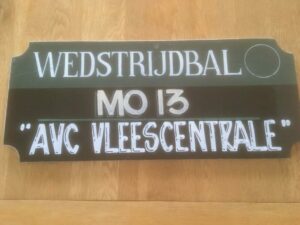 WEDSTRIJDBAL
MO 13
"AVC VLEESCENTRALE"